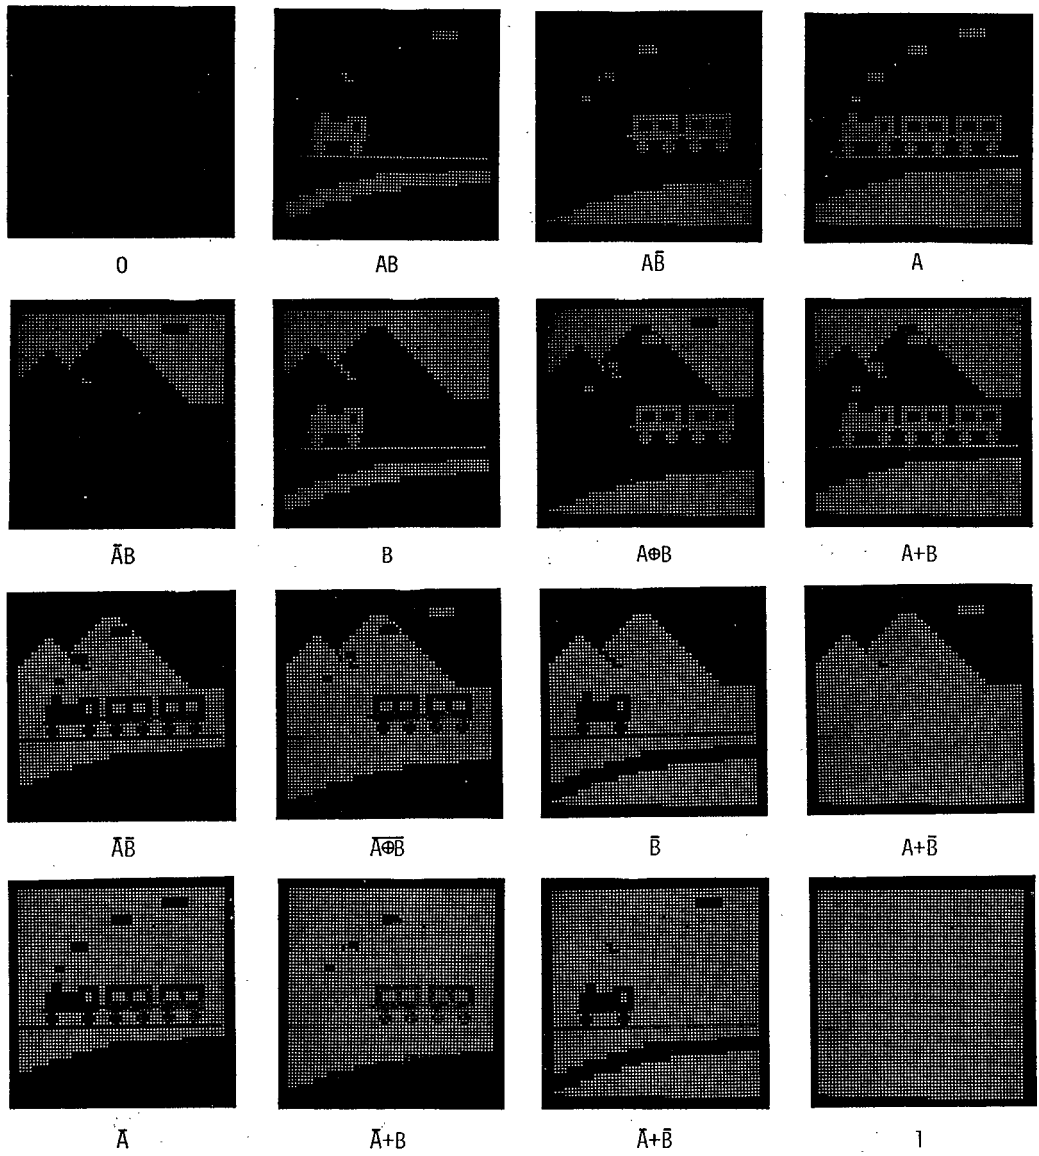 0 AB AB̄ A
ĀB B A⊕B A+B
ĀB̄ A̅⊕̅B̅ B̄ A+B̄
Ā Ā+B Ā+B̄ 1